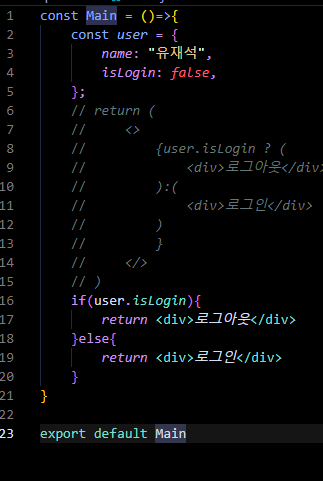 1 const Main = ()=>{
2 const user = {
3 name: "유재석",
4 isLogin: false,
5 };
6 // return (
7 // <>
8 // {user.isLogin ? (
9 // <div>로그아웃</div>
10 // ):(
11 // <div>로그인</div>
12 // )
13 // }
14 // </>
15 // )
16 if(user.isLogin){
17 return <div>로그아웃</div>
18 }else{
19 return <div>로그인</div>
20 }
21 }
22
23 export default Main